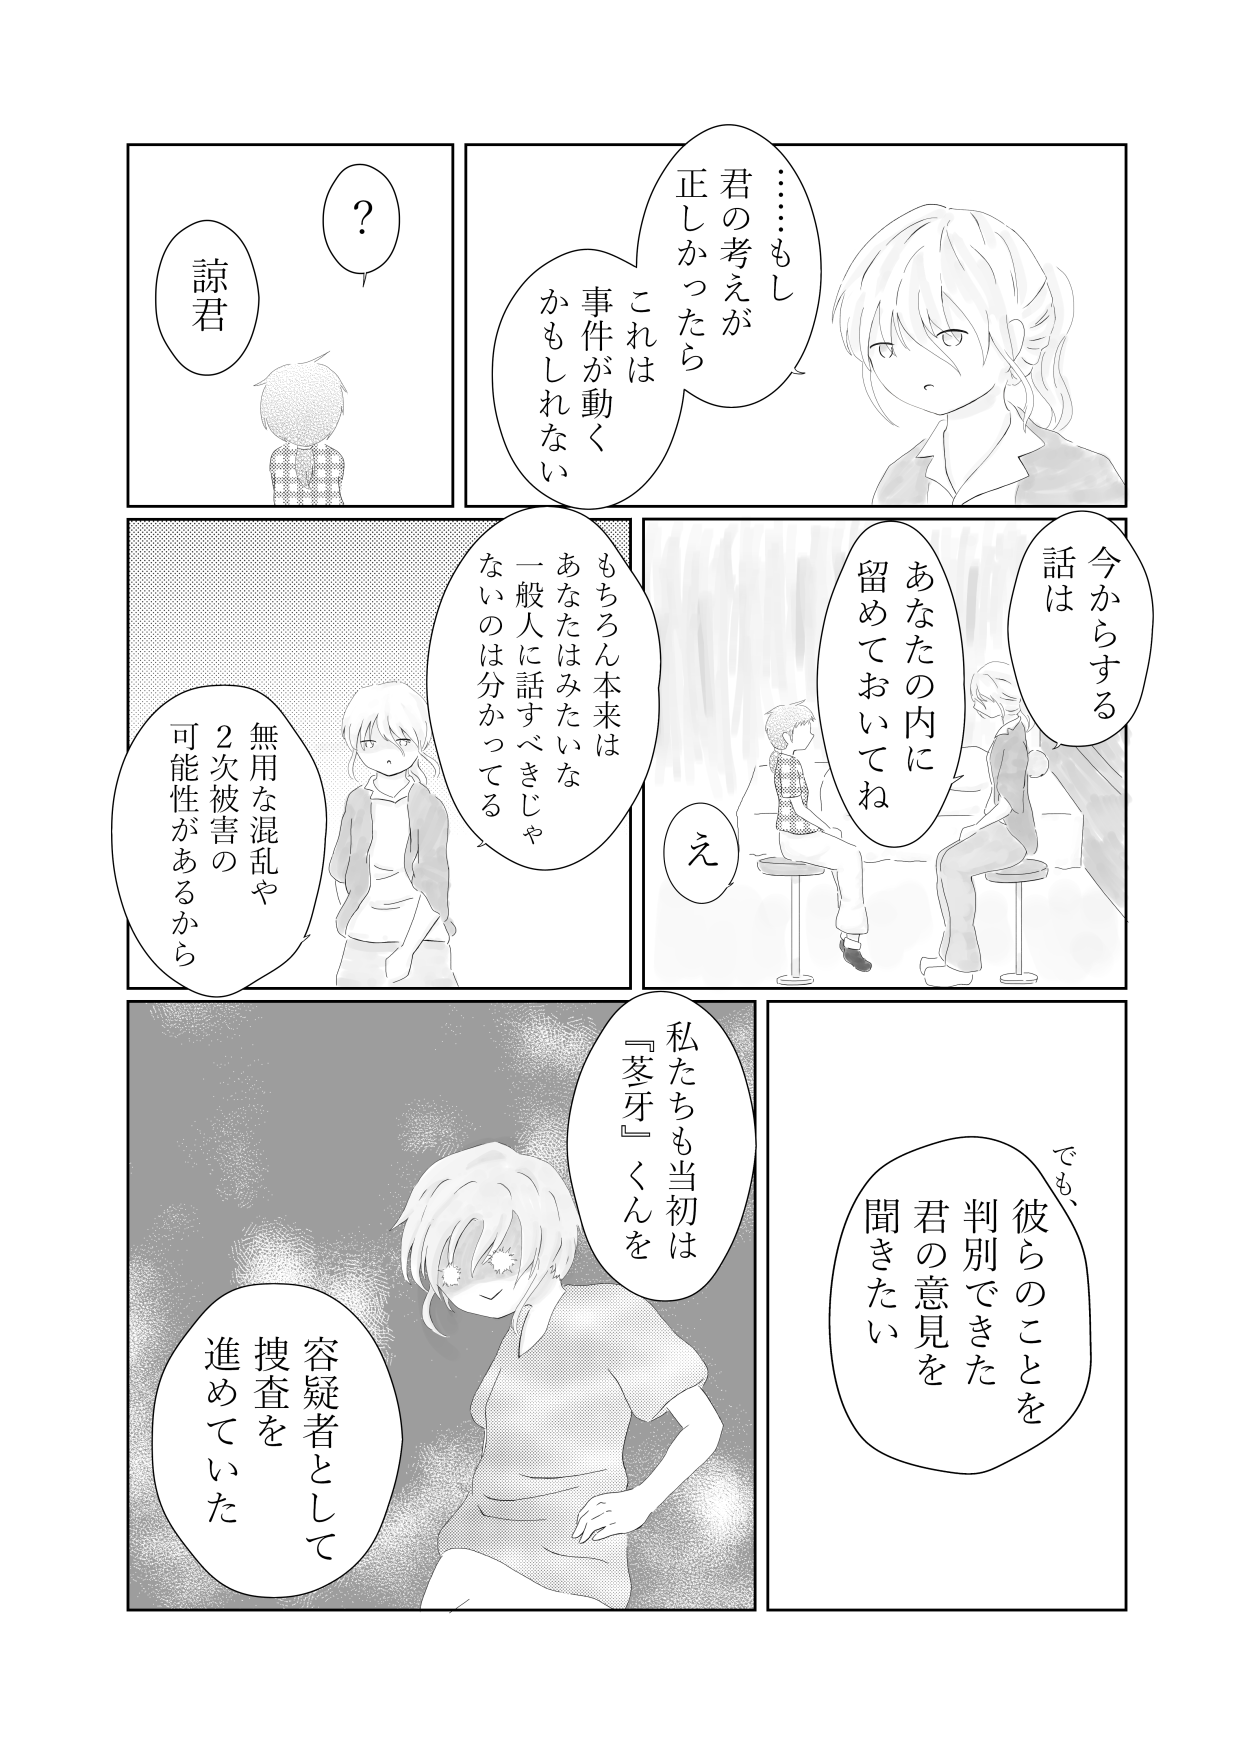 ……もし
君の考えが
正しかったら
これは
事件が動く
かもしれない
？
諒君
今からする
話は
あなたの内に
留めておいてね
え
もちろん本来は
あなたはみたいな
一般人に話すべきじゃ
ないのは分かってる
無用な混乱や
２次被害の
可能性があるから
でも、
彼らのことを
判別できた
君の意見を
聞きたい
私たちも当初は
『苳牙』くんを
容疑者として
捜査を
進めていた